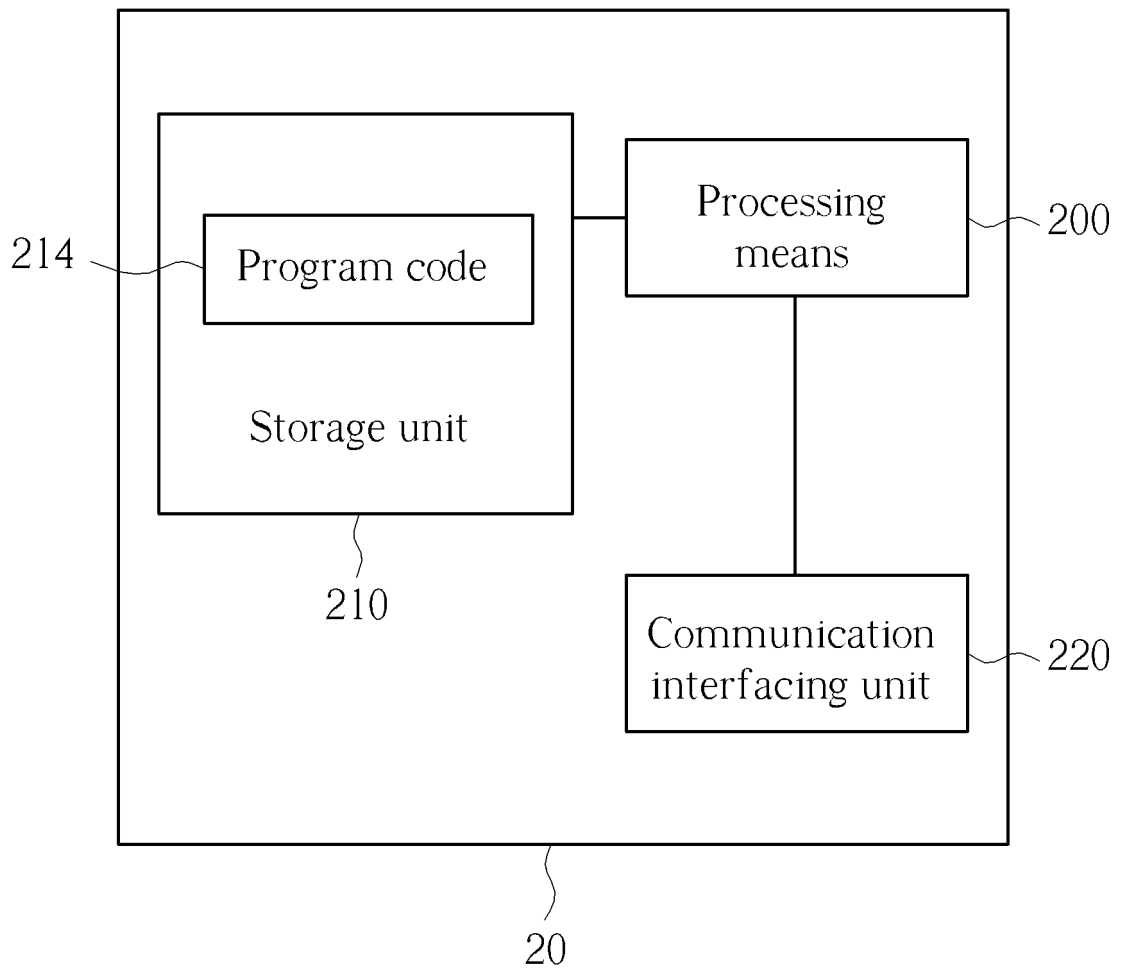 Processing
means
200
214
Program code
Storage unit
210
Communication
interfacing unit
220
20